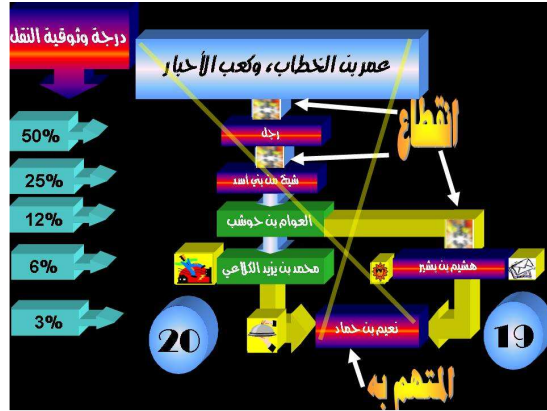 درجة وثوقية النقل
عمر بن الخطاب، وكعب الأحبار
انقطاع
50%
رجل
25%
شيخ من بني أسد
12%
العوام بن حوشب
6%
محمد بن يزيد الكلاعي
هشيم بن بشير
3%
20
نعيم بن حماد
19
المتهم به